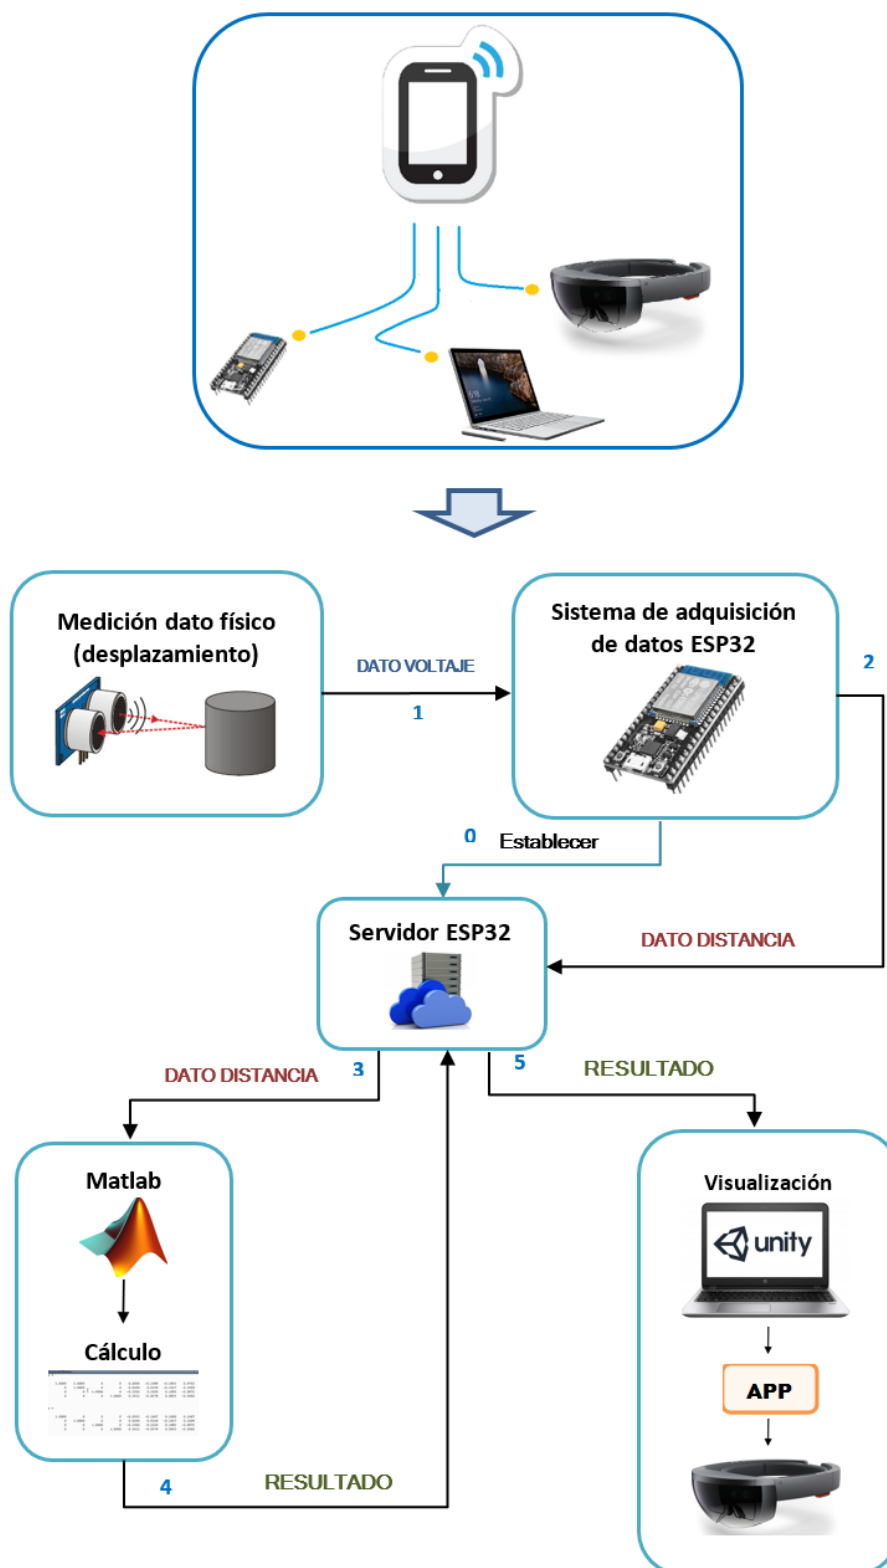 Medición dato físico
(desplazamiento)
DATO VOLTAJE
1
Sistema de adquisición
de datos ESP32
2
0
Establecer
Servidor ESP32
DATO DISTANCIA
DATO DISTANCIA
3
5
RESULTADO
Matlab
Cálculo
4
RESULTADO
Visualización
unity
APP